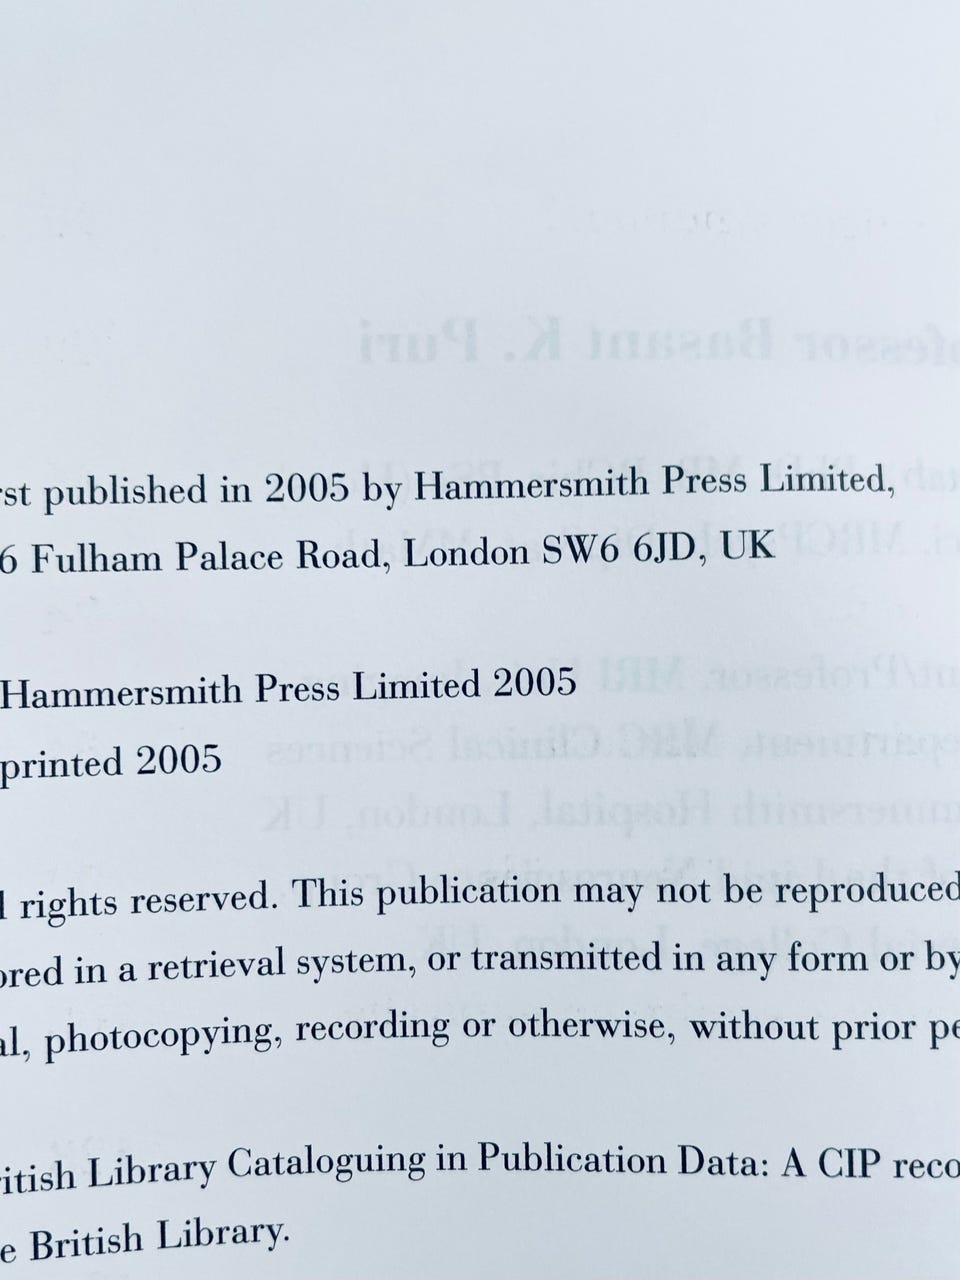 rst published in 2005 by Hammersmith Press Limited,
6 Fulham Palace Road, London SW6 6JD, UK
Hammersmith Press Limited 2005
printed 2005
l rights reserved. This publication may not be reproduced
ored in a retrieval system, or transmitted in any form or by
al, photocopying, recording or otherwise, without prior pe
itish Library Cataloguing in Publication Data: A CIP reco
e British Library.